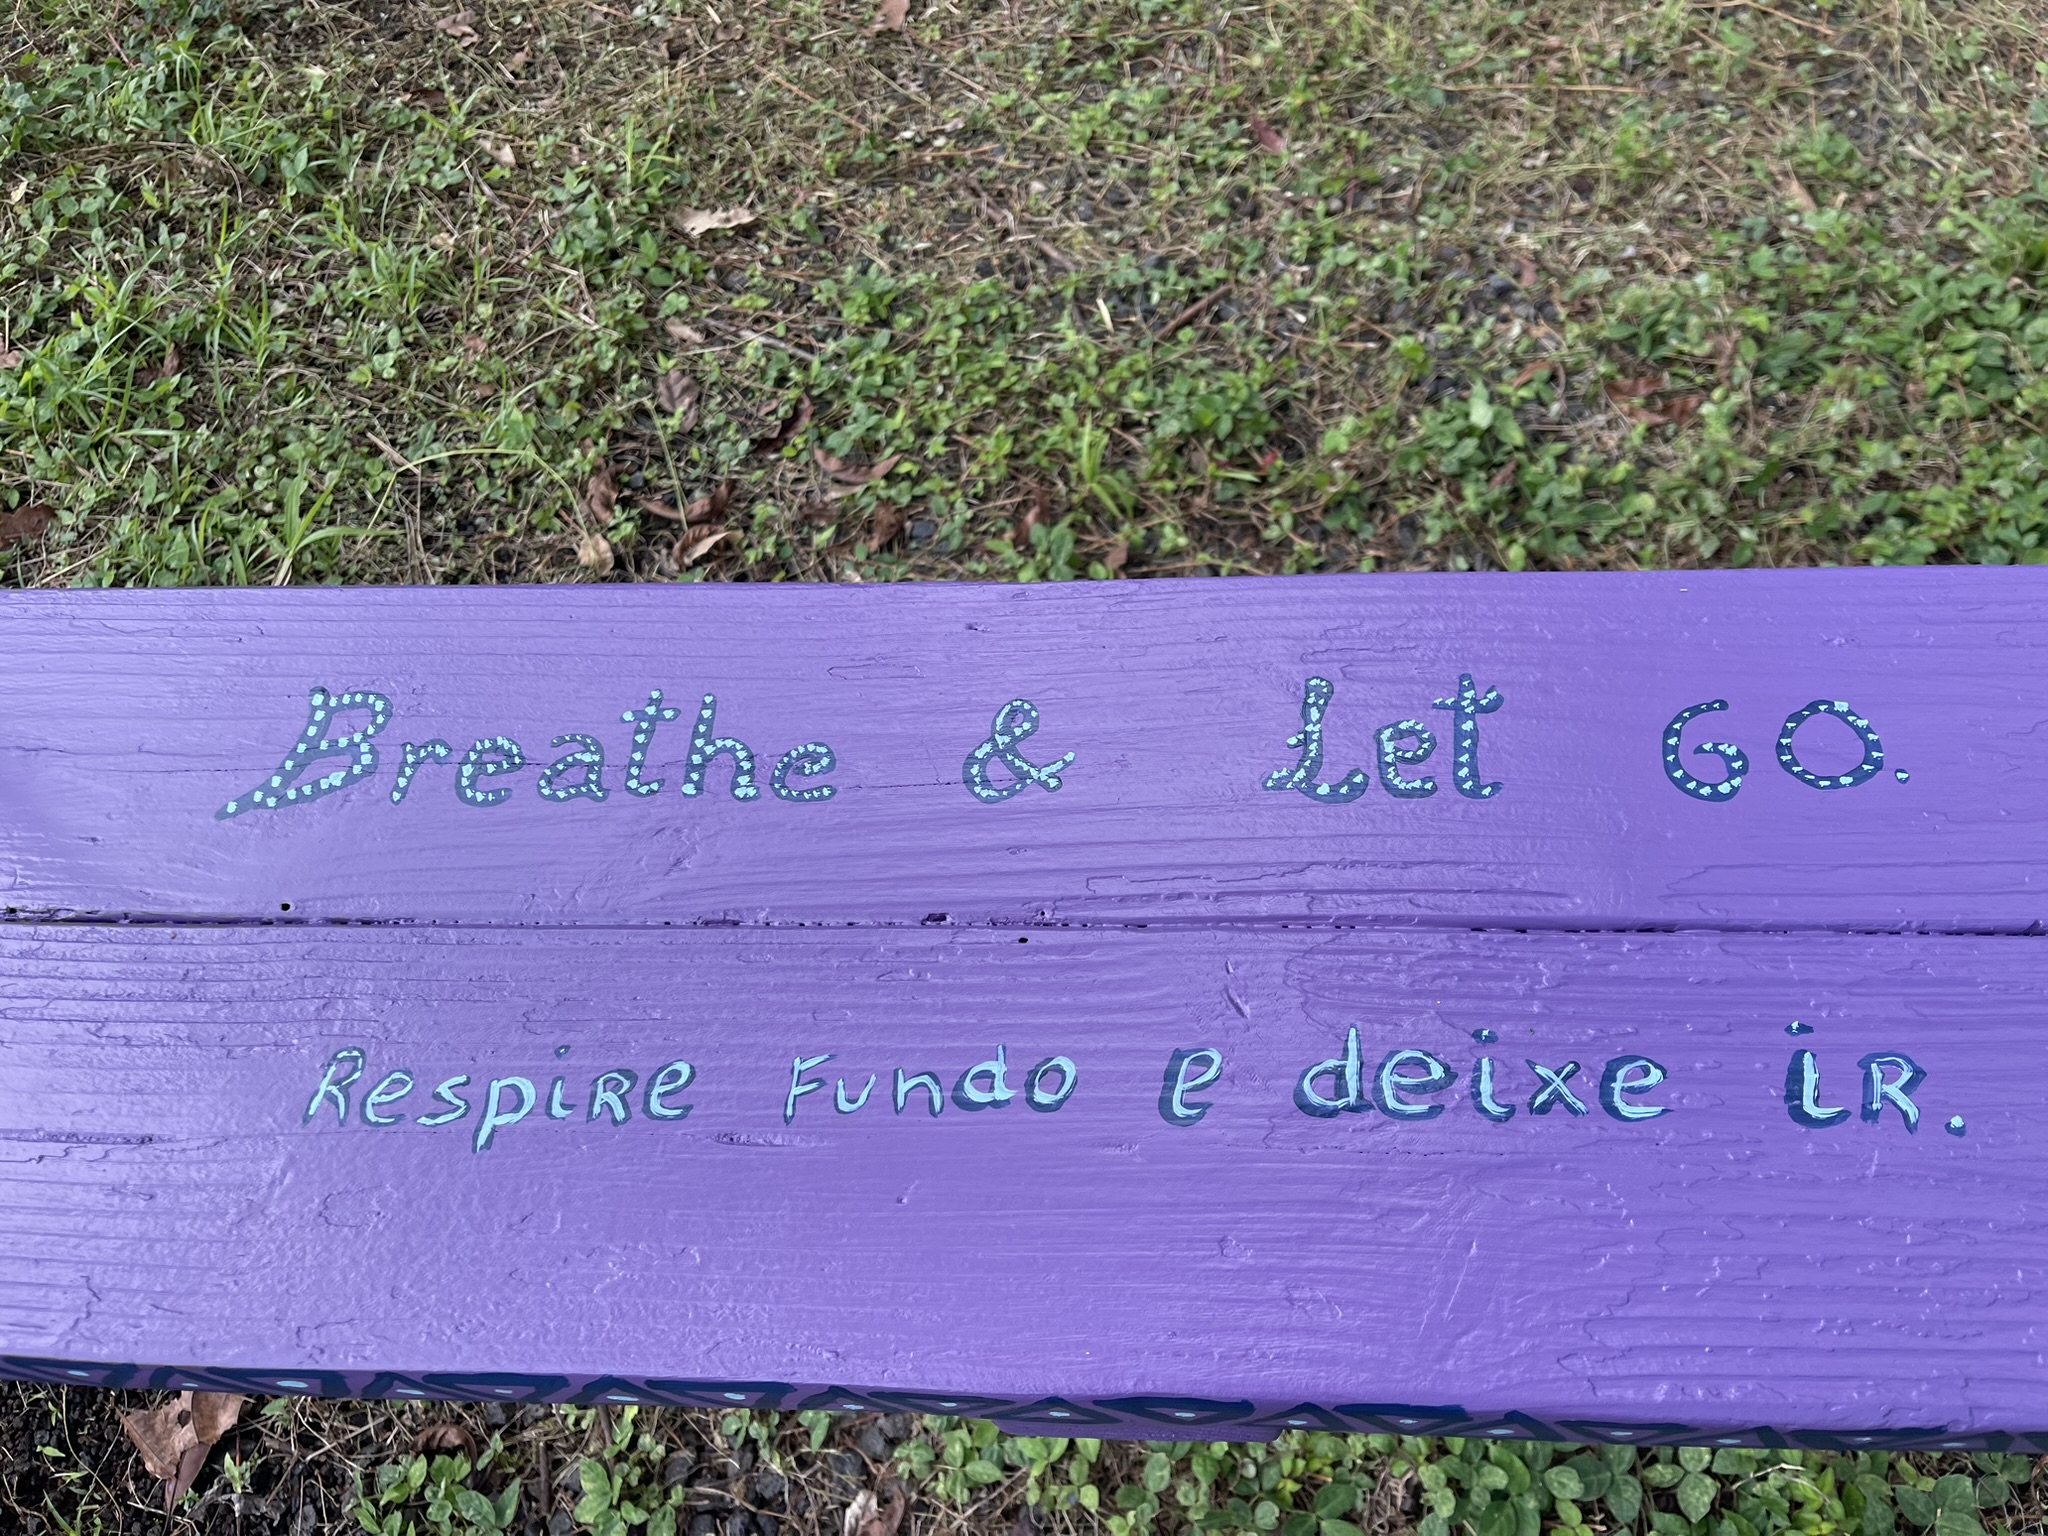 Breathe & Let GO.
Respire Fundo e deixe iR.